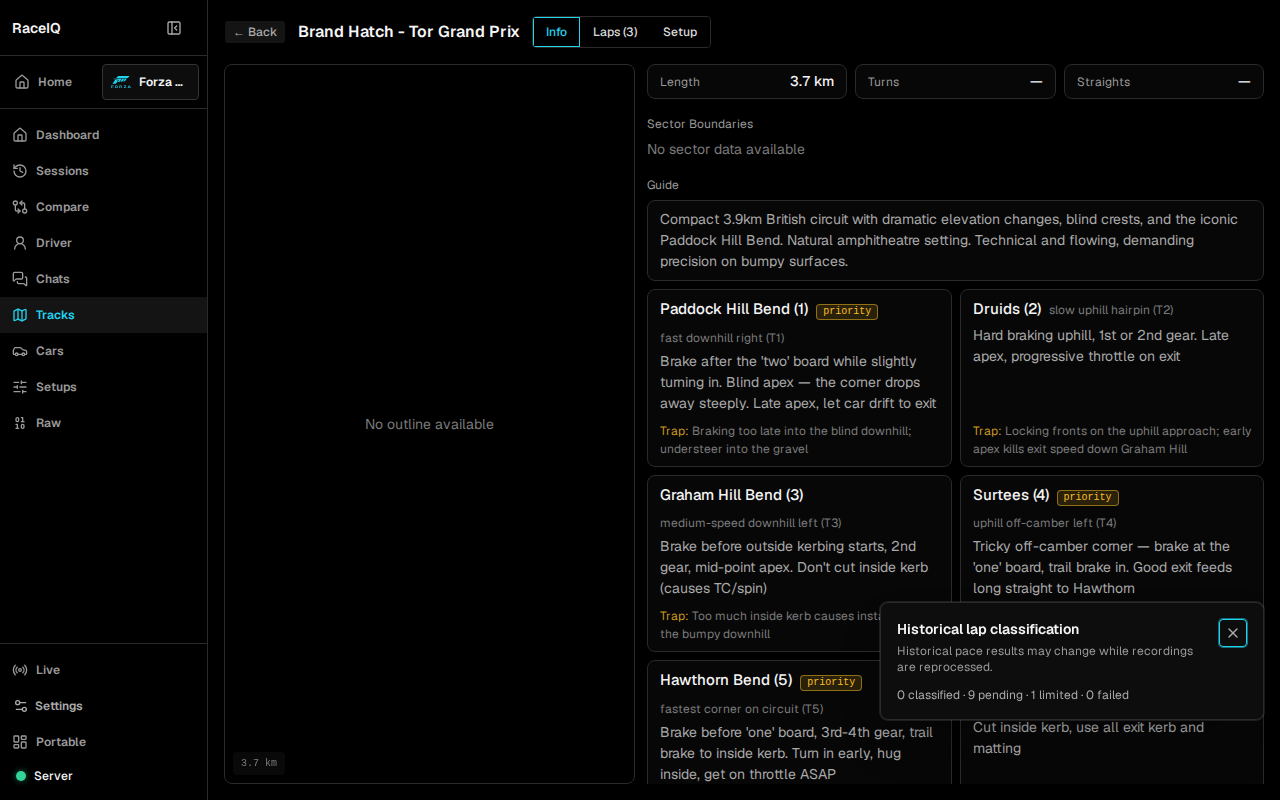 RaceIQ
← Back
Brand Hatch - Tor Grand Prix
Info
Laps (3)
Setup
Home
FORZA
Forza ...
Dashboard
Sessions
Compare
Driver
Chats
Tracks
Cars
Setups
Raw
Live
Settings
Portable
Server
No outline available
3.7 km
Length
3.7 km
Turns
—
Straights
—
Sector Boundaries
No sector data available
Guide
Compact 3.9km British circuit with dramatic elevation changes, blind crests, and the iconic
Paddock Hill Bend. Natural amphitheatre setting. Technical and flowing, demanding
precision on bumpy surfaces.
Paddock Hill Bend (1) priority
fast downhill right (T1)
Brake after the 'two' board while slightly
turning in. Blind apex — the corner drops
away steeply. Late apex, let car drift to exit
Trap: Braking too late into the blind downhill;
understeer into the gravel
Druids (2) slow uphill hairpin (T2)
Hard braking uphill, 1st or 2nd gear. Late
apex, progressive throttle on exit
Trap: Locking fronts on the uphill approach; early
apex kills exit speed down Graham Hill
Graham Hill Bend (3)
medium-speed downhill left (T3)
Brake before outside kerbing starts, 2nd
gear, mid-point apex. Don't cut inside kerb
(causes TC/spin)
Trap: Too much inside kerb causes
the bumpy downhill
Surtees (4) priority
uphill off-camber left (T4)
Tricky off-camber corner — brake at the
'one' board, trail brake in. Good exit feeds
long straight to Hawthorn
Hawthorn Bend (5) priority
fastest corner on circuit (T5)
Brake before 'one' board, 3rd-4th gear, trail
brake to inside kerb. Turn in early, hug
inside, get on throttle ASAP
Cut inside kerb, use all exit kerb and
matting
Historical lap classification
Historical pace results may change while recordings
are reprocessed.
0 classified · 9 pending · 1 limited · 0 failed